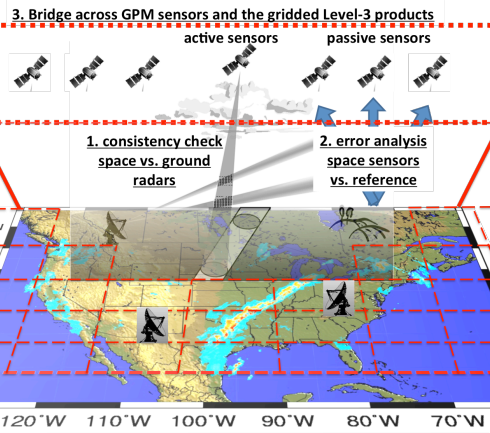 3. Bridge across GPM sensors and the gridded Level-3 products
active sensors
passive sensors
1. consistency check
space vs. ground
radars
2. error analysis
space sensors
vs. reference
120°W 110°W 100°W 90°W 80°W 70°W